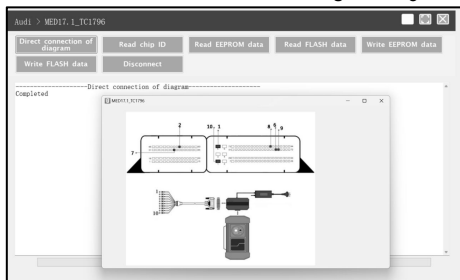 Audi > MED17.1_TC1796
Direct connection of diagram
Read chip ID
Read EEPROM data
Read FLASH data
Write EEPROM data
Write FLASH data
Disconnect
--------------------Direct connection of diagram--------------------
Completed
MED17.1_TC1796
2
10, 1
8 6 9
7
1
10